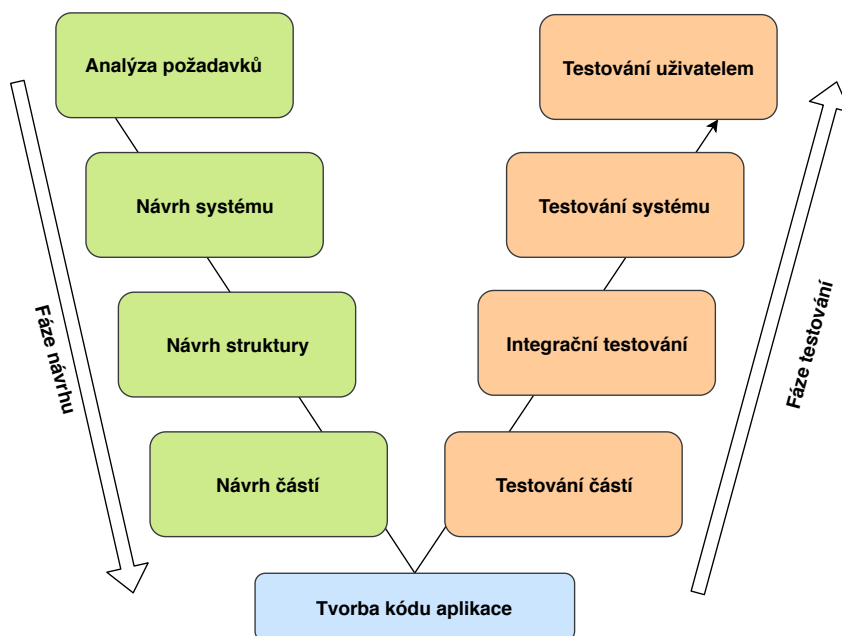 Analýza požadavků
Testování uživatelem
Návrh systému
Testování systému
Návrh struktury
Integrační testování
Fáze návrhu
Fáze testování
Návrh částí
Testování částí
Tvorba kódu aplikace